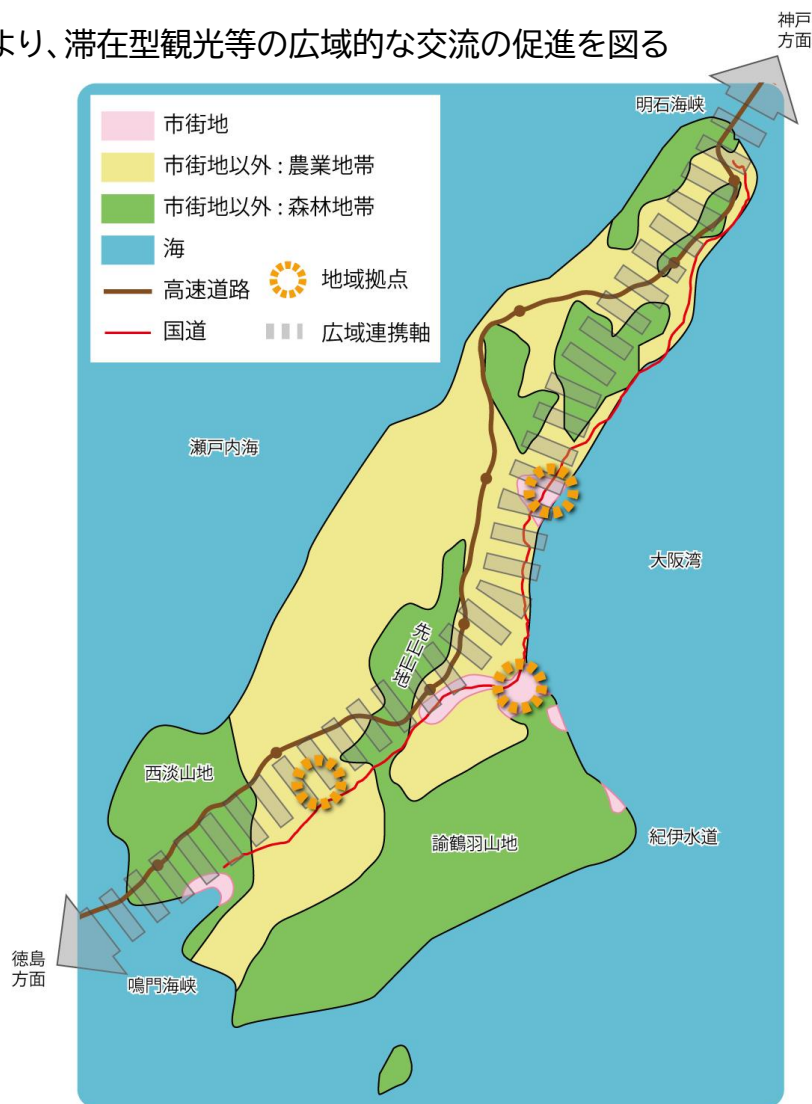 より、滞在型観光等の広域的な交流の促進を図る
神戸
方面
明石海峡
市街地
市街地以外：農業地帯
市街地以外：森林地帯
海
高速道路
地域拠点
国道
広域連携軸
瀬戸内海
大阪湾
先山山地
西淡山地
諭鶴羽山地
紀伊水道
徳島
方面
鳴門海峡